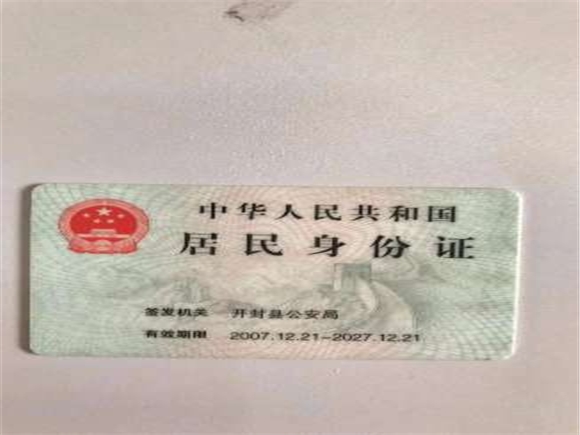 中华人民共和国
居民身份证
签发机关 开封县公安局
有效期限 2007.12.21-2027.12.21